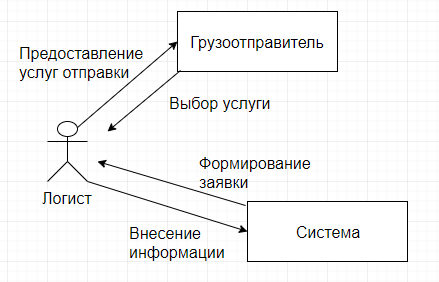 Грузоотправитель
Предоставление
услуг отправки
Выбор услуги
Формирование
заявки
Логист
Внесение
информации
Система